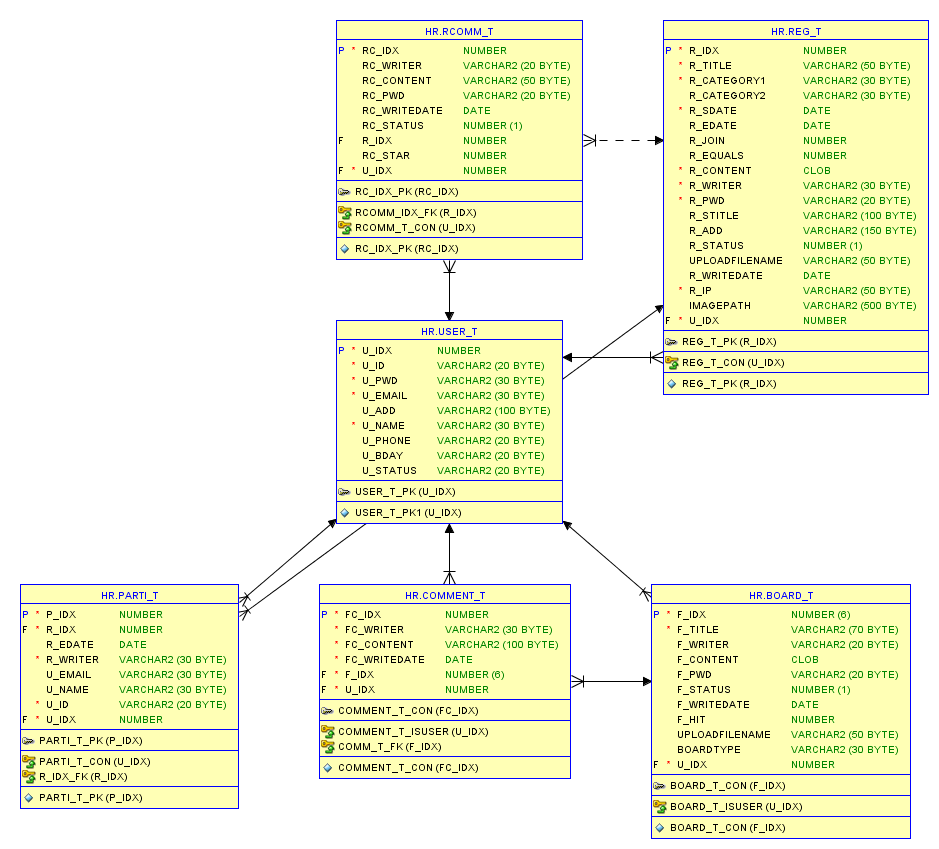 HR.RCOMM_T
P * RC_IDX NUMBER
RC_WRITER VARCHAR2 (20 BYTE)
RC_CONTENT VARCHAR2 (50 BYTE)
RC_PWD VARCHAR2 (20 BYTE)
RC_WRITEDATE DATE
RC_STATUS NUMBER (1)
F R_IDX NUMBER
RC_STAR NUMBER
F * U_IDX NUMBER
RC_IDX_PK (RC_IDX)
RCOMM_IDX_FK (R_IDX)
RCOMM_T_CON (U_IDX)
RC_IDX_PK (RC_IDX)
HR.REG_T
P * R_IDX NUMBER
* R_TITLE VARCHAR2 (50 BYTE)
* R_CATEGORY1 VARCHAR2 (30 BYTE)
R_CATEGORY2 VARCHAR2 (30 BYTE)
* R_SDATE DATE
R_EDATE DATE
R_JOIN NUMBER
R_EQUALS NUMBER
* R_CONTENT CLOB
* R_WRITER VARCHAR2 (30 BYTE)
* R_PWD VARCHAR2 (20 BYTE)
R_STITLE VARCHAR2 (100 BYTE)
R_ADD VARCHAR2 (150 BYTE)
R_STATUS NUMBER (1)
UPLOADFILENAME VARCHAR2 (50 BYTE)
R_WRITEDATE DATE
* R_IP VARCHAR2 (50 BYTE)
IMAGEPATH VARCHAR2 (500 BYTE)
F * U_IDX NUMBER
REG_T_PK (R_IDX)
REG_T_CON (U_IDX)
REG_T_PK (R_IDX)
HR.USER_T
P * U_IDX NUMBER
* U_ID VARCHAR2 (20 BYTE)
* U_PWD VARCHAR2 (30 BYTE)
* U_EMAIL VARCHAR2 (30 BYTE)
U_ADD VARCHAR2 (100 BYTE)
* U_NAME VARCHAR2 (30 BYTE)
U_PHONE VARCHAR2 (20 BYTE)
U_BDAY VARCHAR2 (20 BYTE)
U_STATUS VARCHAR2 (20 BYTE)
USER_T_PK (U_IDX)
USER_T_PK1 (U_IDX)
HR.PARTI_T
P * P_IDX NUMBER
F * R_IDX NUMBER
R_EDATE DATE
* R_WRITER VARCHAR2 (30 BYTE)
U_EMAIL VARCHAR2 (30 BYTE)
U_NAME VARCHAR2 (30 BYTE)
* U_ID VARCHAR2 (20 BYTE)
F * U_IDX NUMBER
PARTI_T_PK (P_IDX)
PARTI_T_CON (U_IDX)
R_IDX_FK (R_IDX)
PARTI_T_PK (P_IDX)
HR.COMMENT_T
P * FC_IDX NUMBER
* FC_WRITER VARCHAR2 (30 BYTE)
* FC_CONTENT VARCHAR2 (100 BYTE)
* FC_WRITEDATE DATE
F * F_IDX NUMBER (6)
F * U_IDX NUMBER
COMMENT_T_CON (FC_IDX)
COMMENT_T_ISUSER (U_IDX)
COMM_T_FK (F_IDX)
COMMENT_T_CON (FC_IDX)
HR.BOARD_T
P * F_IDX NUMBER (6)
* F_TITLE VARCHAR2 (70 BYTE)
F_WRITER VARCHAR2 (20 BYTE)
F_CONTENT CLOB
F_PWD VARCHAR2 (20 BYTE)
F_STATUS NUMBER (1)
F_WRITEDATE DATE
F_HIT NUMBER
UPLOADFILENAME VARCHAR2 (50 BYTE)
BOARDTYPE VARCHAR2 (30 BYTE)
F * U_IDX NUMBER
BOARD_T_CON (F_IDX)
BOARD_T_ISUSER (U_IDX)
BOARD_T_CON (F_IDX)